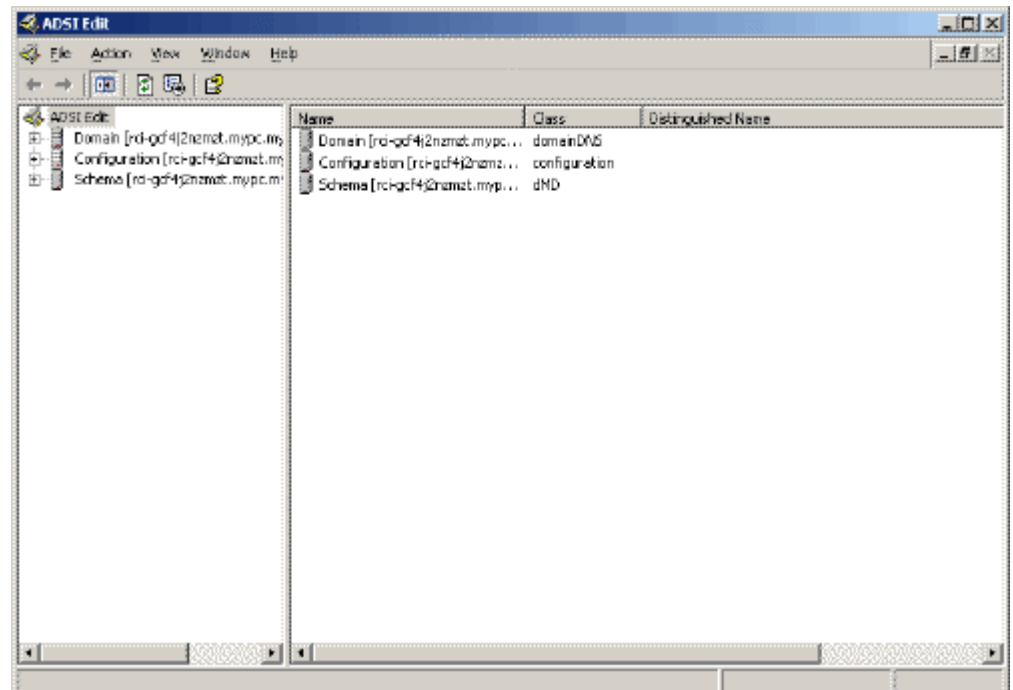 ADSI Edit
File Action View Window Help
ADSI Edit
Domain [rci-gcf4j2nzmzt.mypc.my
Configuration [rci-gcf4j2nzmzt.my
Schema [rci-gcf4j2nzmzt.mypc.m
Name Class Distinguished Name
Domain [rci-gcf4j2nzmzt.mypc... domainDNS
Configuration [rci-gcf4j2nzmz... configuration
Schema [rci-gcf4j2nzmzt.myp... dMD